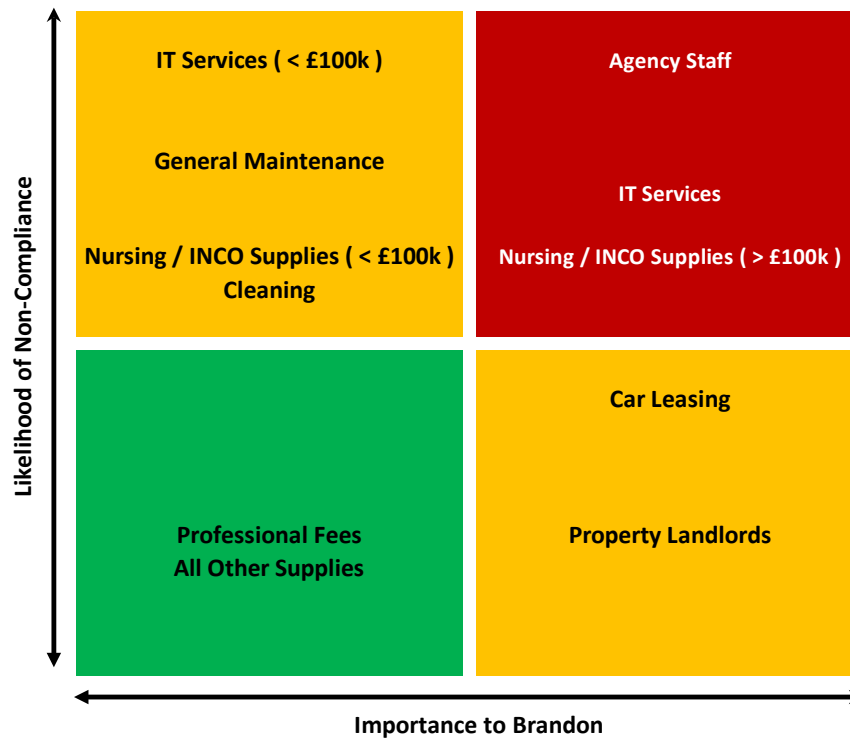 Likelihood of Non-Compliance
IT Services ( < £100k )
General Maintenance
Nursing / INCO Supplies ( < £100k )
Cleaning
Agency Staff
IT Services
Nursing / INCO Supplies ( > £100k )
Professional Fees
All Other Supplies
Car Leasing
Property Landlords
Importance to Brandon